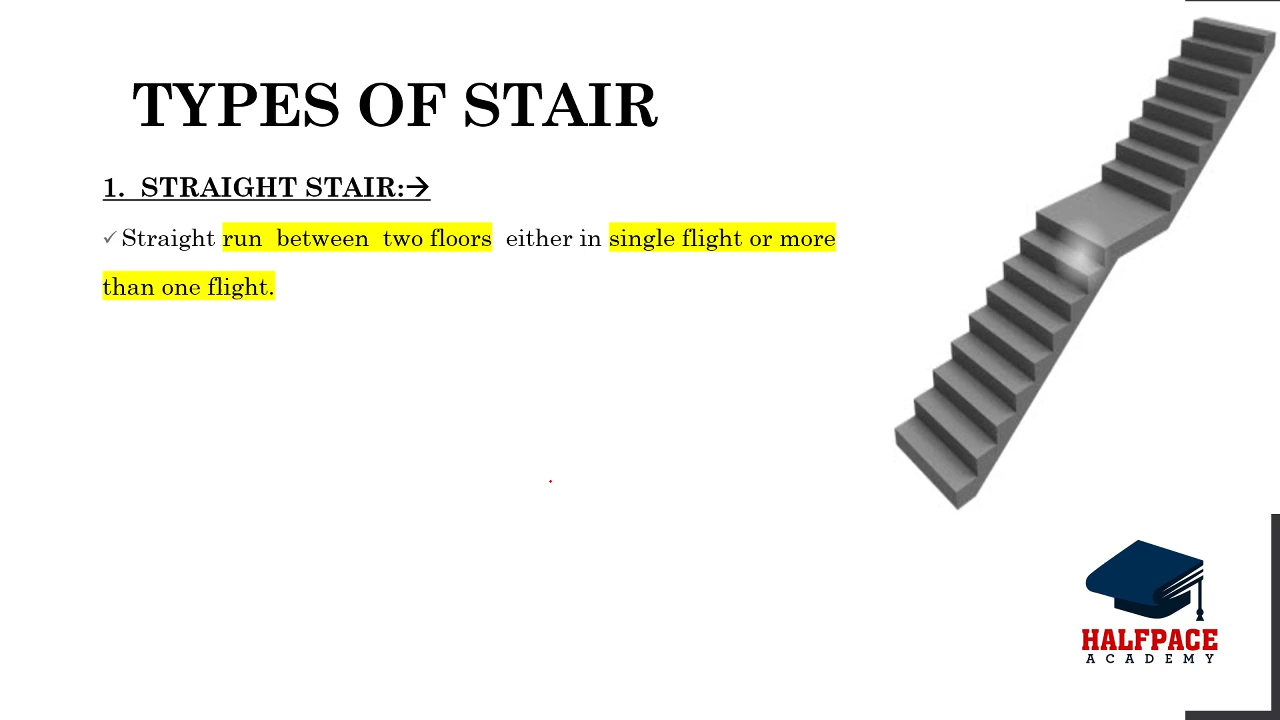 TYPES OF STAIR
1. STRAIGHT STAIR:→
✓Straight run between two floors either in single flight or more
than one flight.
HALFPACE
ACADEMY